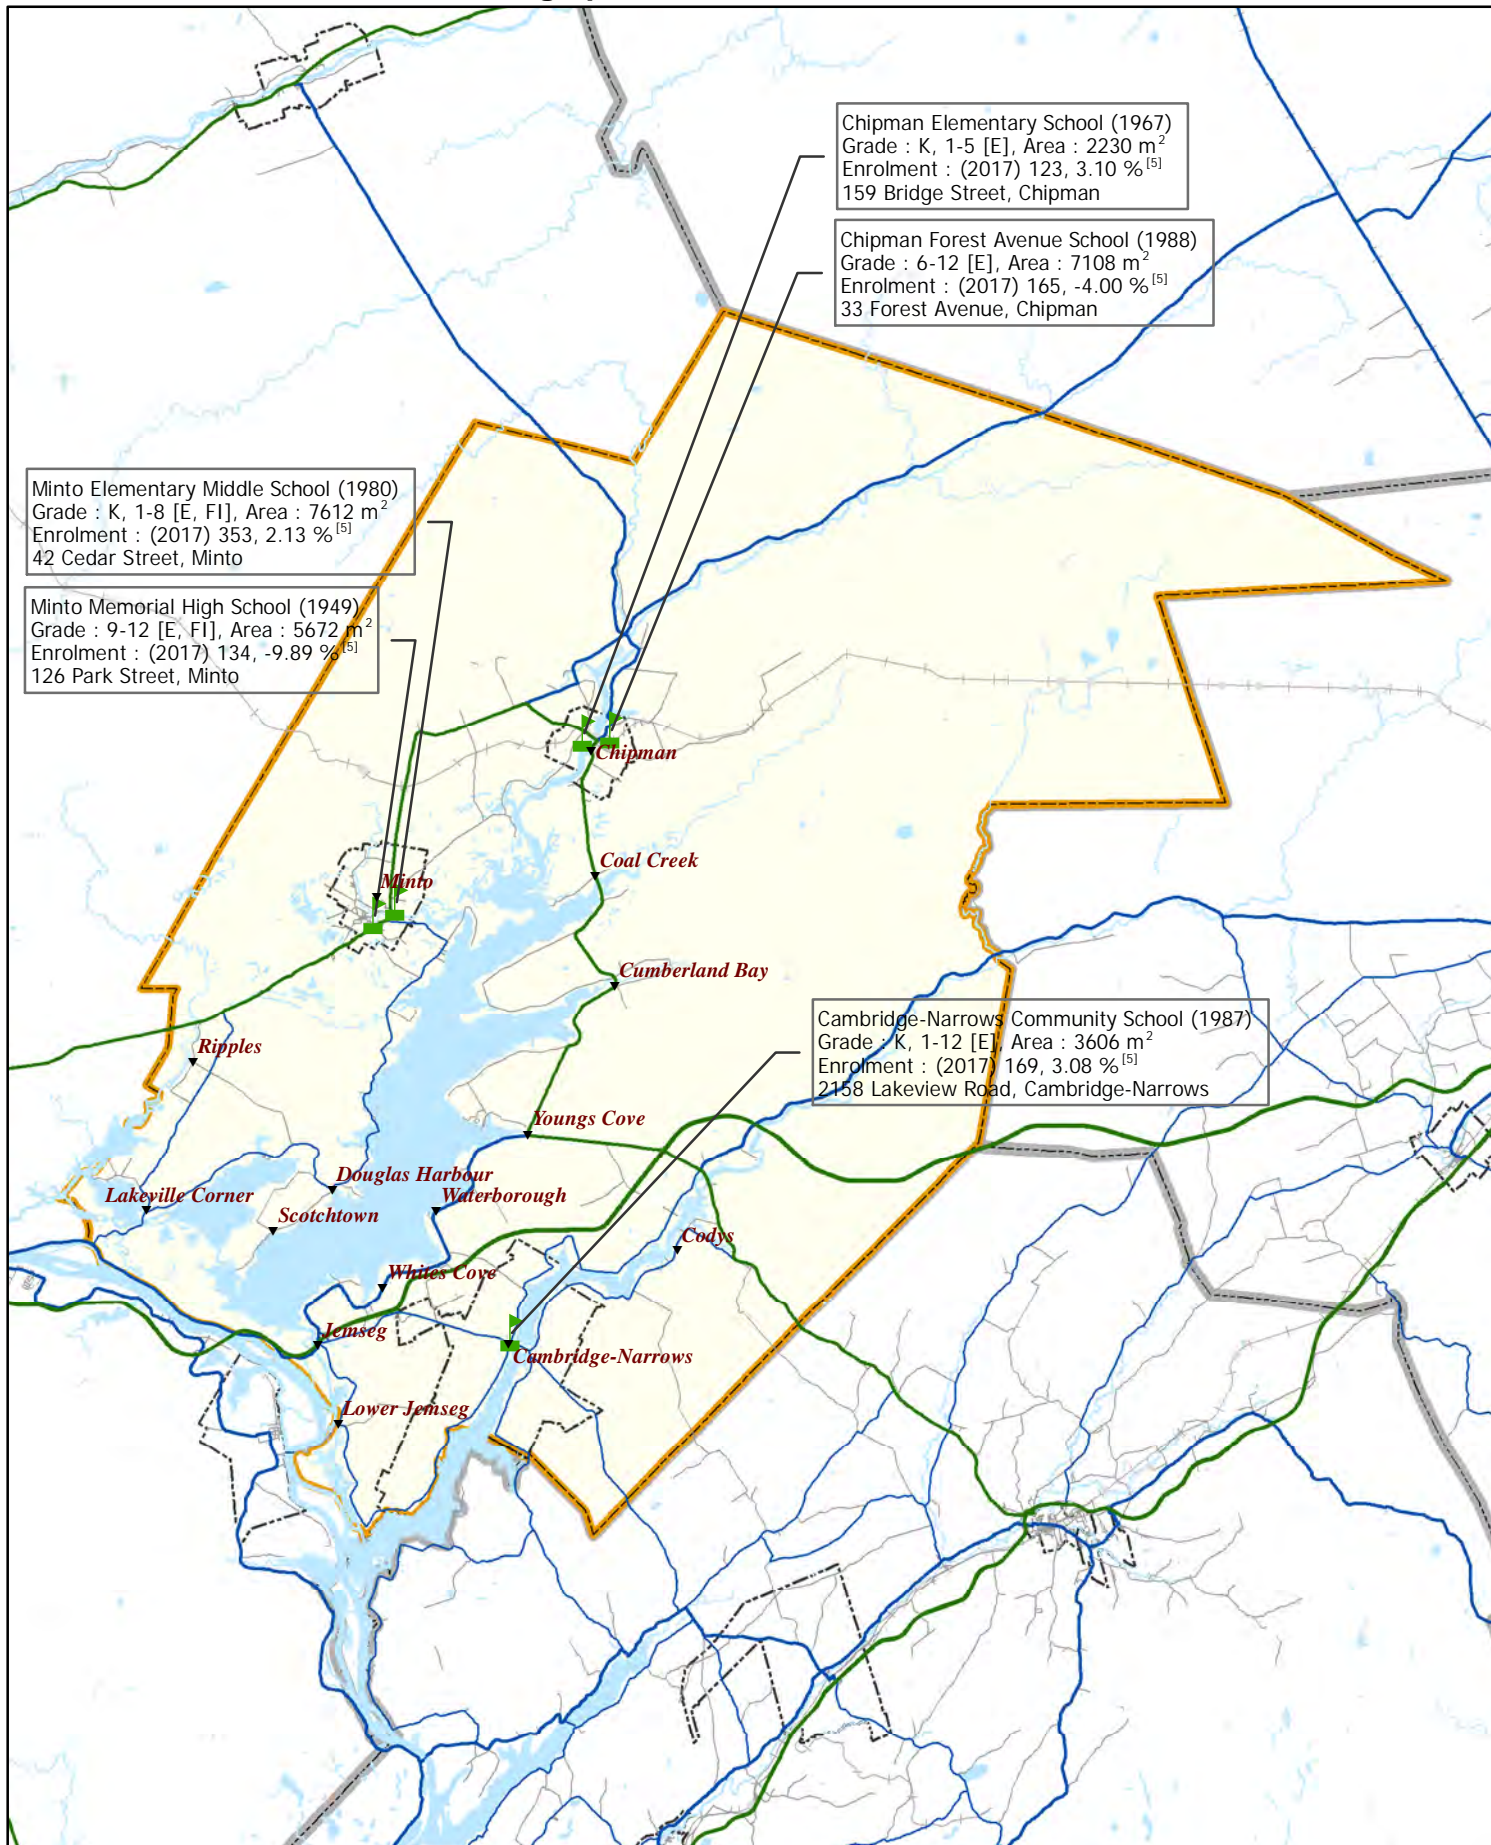 Chipman Elementary School (1967)
Grade : K, 1-5 [E], Area : 2230 m²
Enrolment : (2017) 123, 3.10 % [5]
159 Bridge Street, Chipman
Chipman Forest Avenue School (1988)
Grade : 6-12 [E], Area : 7108 m²
Enrolment : (2017) 165, -4.00 % [5]
33 Forest Avenue, Chipman
Minto Elementary Middle School (1980)
Grade : K, 1-8 [E, FI], Area : 7612 m²
Enrolment : (2017) 353, 2.13 % [5]
42 Cedar Street, Minto
Minto Memorial High School (1949)
Grade : 9-12 [E, FI], Area : 5672 m²
Enrolment : (2017) 134, -9.89 % [5]
126 Park Street, Minto
Chipman
Coal Creek
Minto
Cumberland Bay
Cambridge-Narrows Community School (1987)
Grade : K, 1-12 [E], Area : 3606 m²
Enrolment : (2017) 169, 3.08 % [5]
2158 Lakeview Road, Cambridge-Narrows
Ripples
Youngs Cove
Douglas Harbour
Lakeville Corner
Waterborough
Scotchtown
Codys
Whites Cove
Jemseg
Cambridge-Narrows
Lower Jemseg